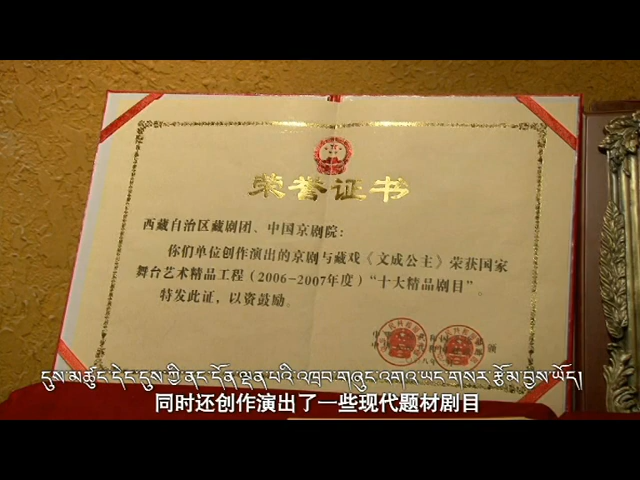 荣誉证书
西藏自治区藏剧团、中国京剧院：
你们单位创作演出的京剧与藏戏《文成公主》荣获国家
舞台艺术精品工程（2006-2007年度）“十大精品剧目”。
特发此证，以资鼓励。
དུས་མཚུངས་དེང་དུས་ཀྱི་ནང་དོན་ལྡན་པའི་འཁྲབ་གཞུང་འགའ་ཡང་གསར་རྩོམ་བྱས་ཡོད།
同时还创作演出了一些现代题材剧目